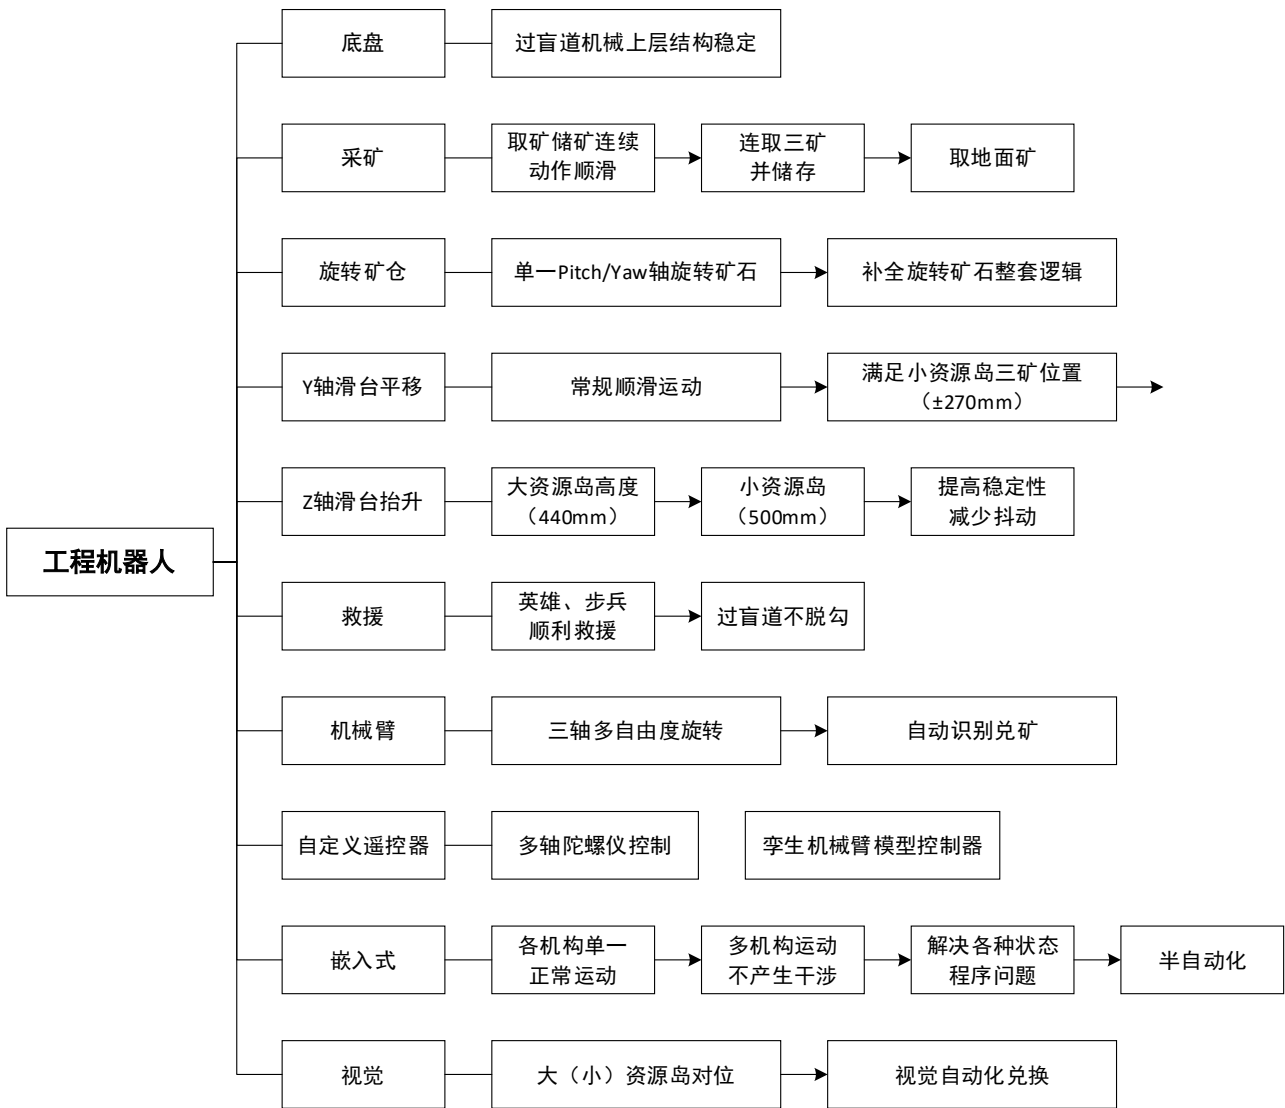 底盘
过盲道机械上层结构稳定
采矿
取矿储矿连续
动作顺滑
连取三矿
并储存
取地面矿
旋转矿仓
单一Pitch/Yaw轴旋转矿石
补全旋转矿石整套逻辑
Y轴滑台平移
常规顺滑运动
满足小资源岛三矿位置
（±270mm）
Z轴滑台抬升
大资源岛高度
（440mm）
小资源岛
（500mm）
提高稳定性
减少抖动
工程机器人
救援
英雄、步兵
顺利救援
过盲道不脱勾
机械臂
三轴多自由度旋转
自动识别兑矿
自定义遥控器
多轴陀螺仪控制
孪生机械臂模型控制器
嵌入式
各机构单一
正常运动
多机构运动
不产生干涉
解决各种状态
程序问题
半自动化
视觉
大（小）资源岛对位
视觉自动化兑换